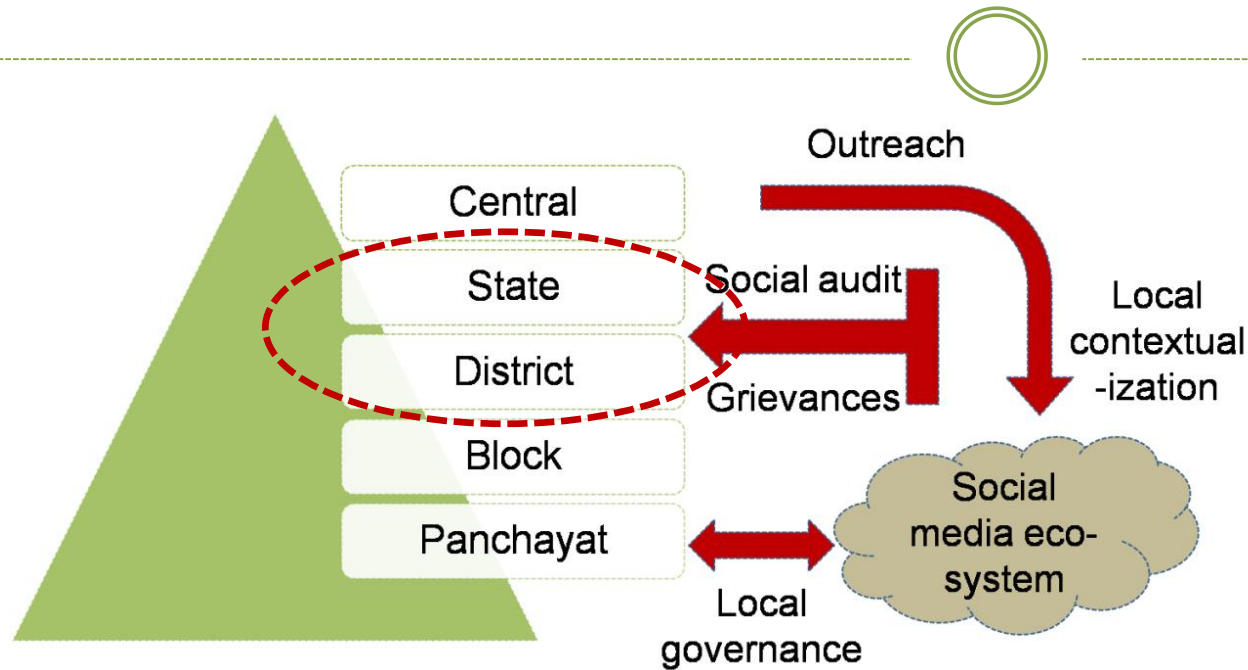 Outreach
Central
State
Social audit
Local
contextual
-ization
District
Grievances
Block
Social
media eco-
system
Panchayat
Local
governance